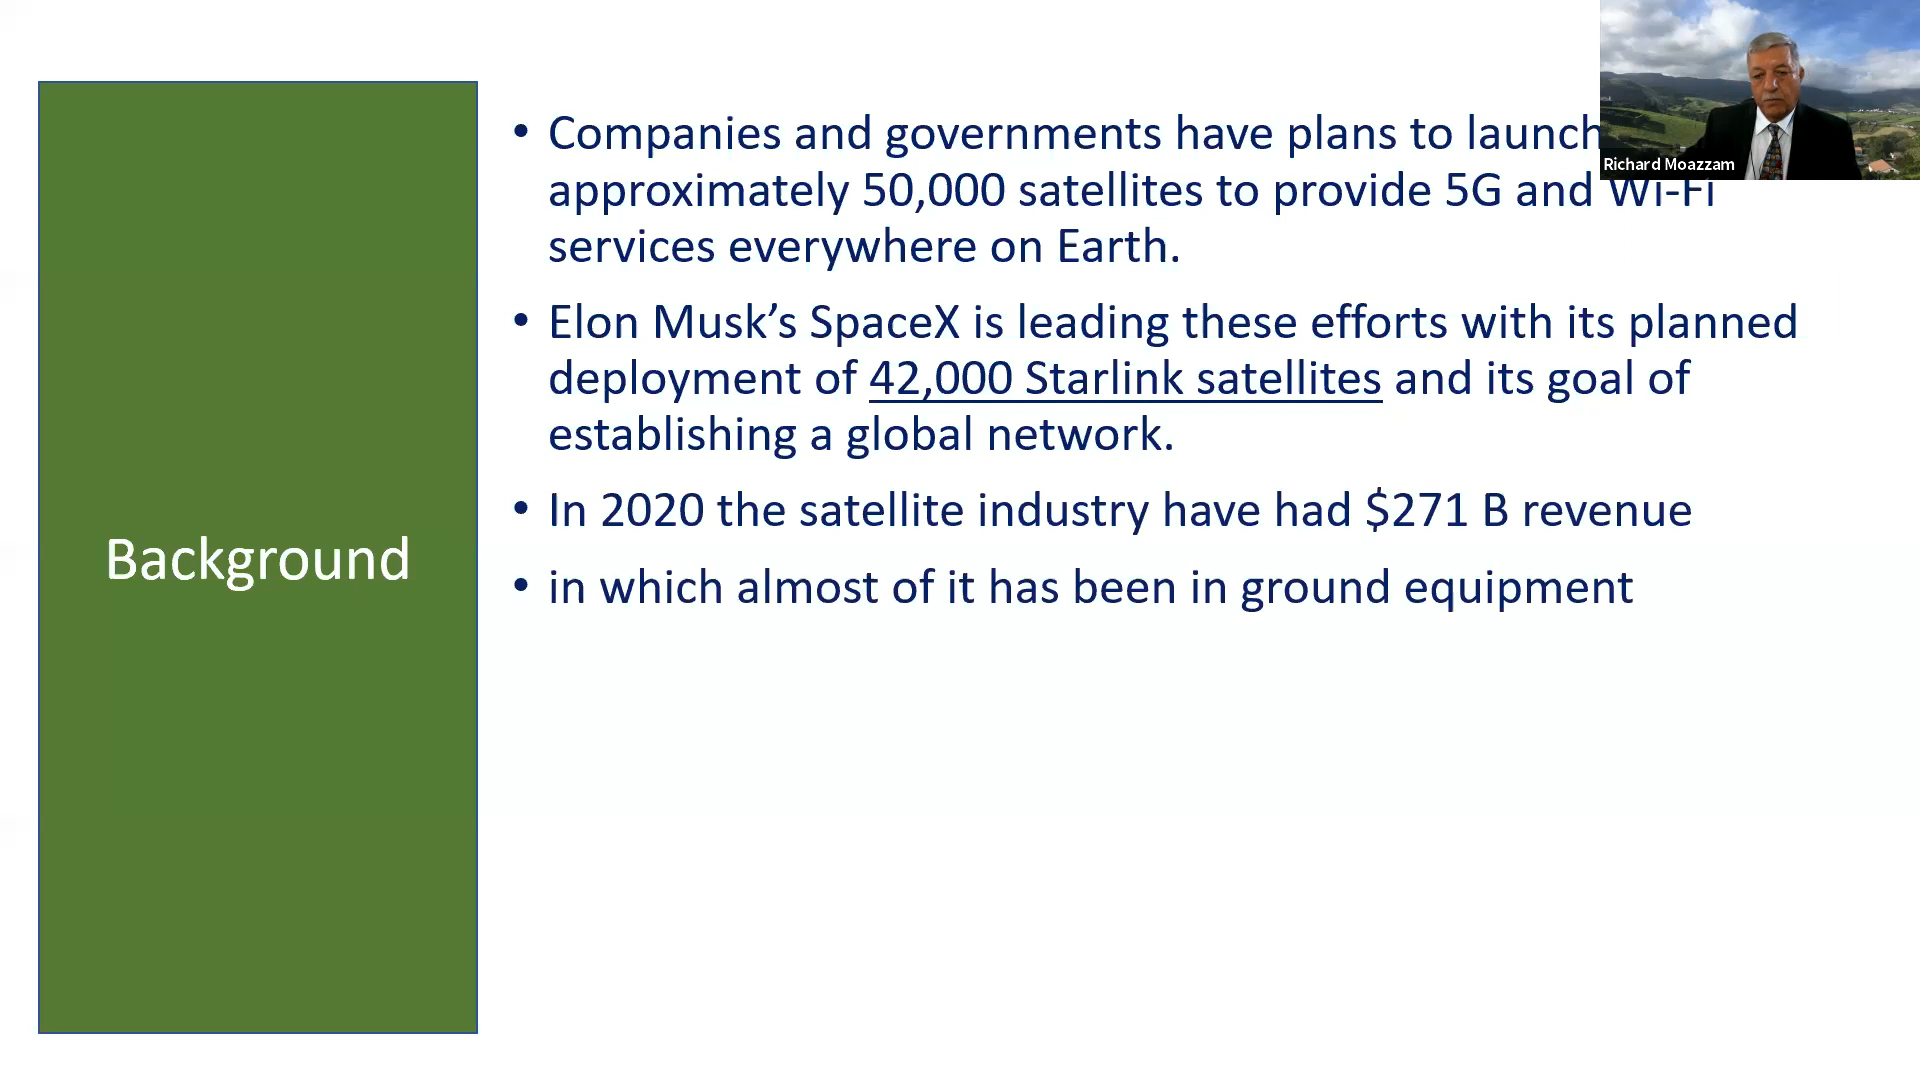 Background
• Companies and governments have plans to launch
approximately 50,000 satellites to provide 5G and Wi-Fi
services everywhere on Earth.
• Elon Musk’s SpaceX is leading these efforts with its planned
deployment of 42,000 Starlink satellites and its goal of
establishing a global network.
• In 2020 the satellite industry have had $271 B revenue
• in which almost of it has been in ground equipment
Richard Moazzam